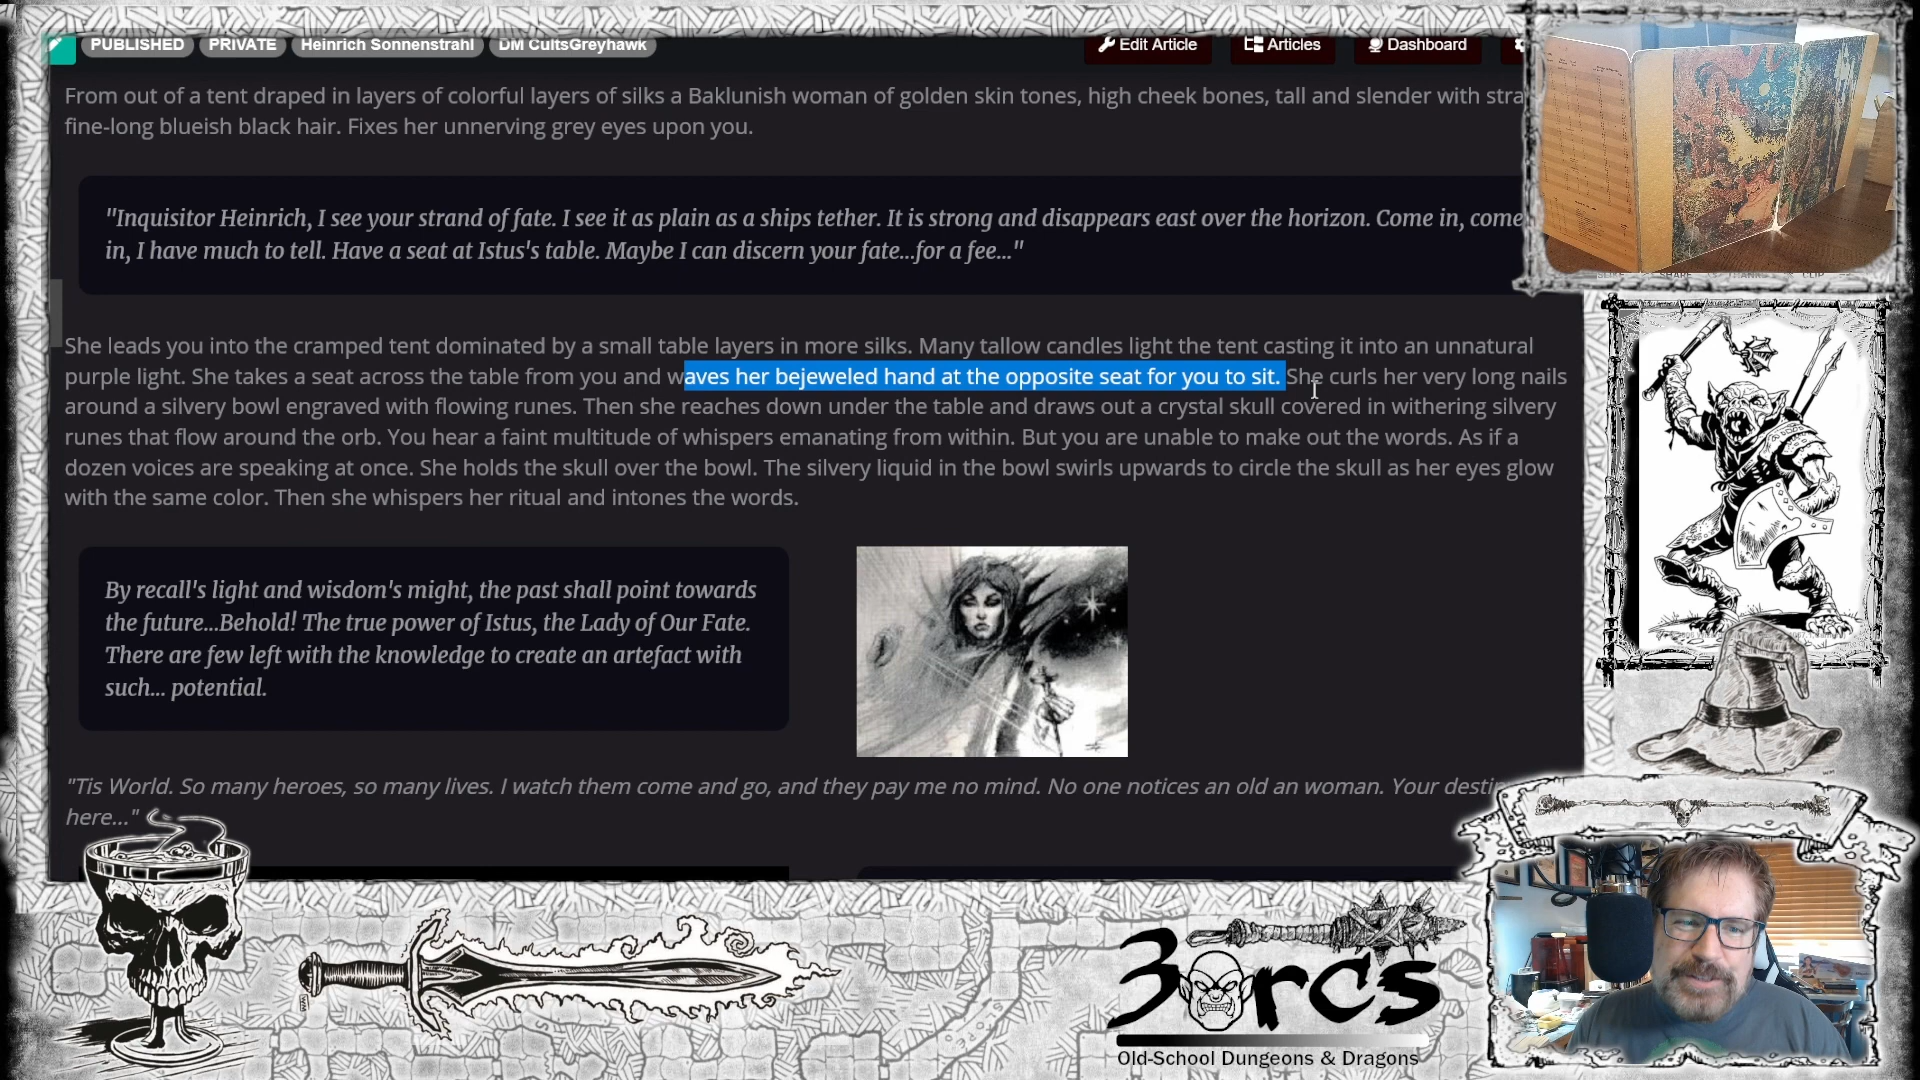 PUBLISHED PRIVATE Heinrich Sonnenstrahl DM CultsGreyhawk Edit Article Articles Dashboard
From out of a tent draped in layers of colorful layers of silks a Baklunish woman of golden skin tones, high cheek bones, tall and slender with
fine-long blueish black hair. Fixes her unnerving grey eyes upon you.
"Inquisitor Heinrich, I see your strand of fate. I see it as plain as a ships tether. It is strong and disappears east over the horizon. Come in, come
in, I have much to tell. Have a seat at Istus's table. Maybe I can discern your fate...for a fee..."
She leads you into the cramped tent dominated by a small table layers in more silks. Many tallow candles light the tent casting it into an unnatural
purple light. She takes a seat across the table from you and waves her bejeweled hand at the opposite seat for you to sit. She curls her very long nails
around a silvery bowl engraved with flowing runes. Then she reaches down under the table and draws out a crystal skull covered in withering silvery
runes that flow around the orb. You hear a faint multitude of whispers emanating from within. But you are unable to make out the words. As if a
dozen voices are speaking at once. She holds the skull over the bowl. The silvery liquid in the bowl swirls upwards to circle the skull as her eyes glow
with the same color. Then she whispers her ritual and intones the words.
By recall's light and wisdom's might, the past shall point towards
the future...Behold! The true power of Istus, the Lady of Our Fate.
There are few left with the knowledge to create an artefact with
such... potential.
"Tis World. So many heroes, so many lives. I watch them come and go, and they pay me no mind. No one notices an old an woman. Your
here..."
3orcs
Old-School Dungeons & Dragons